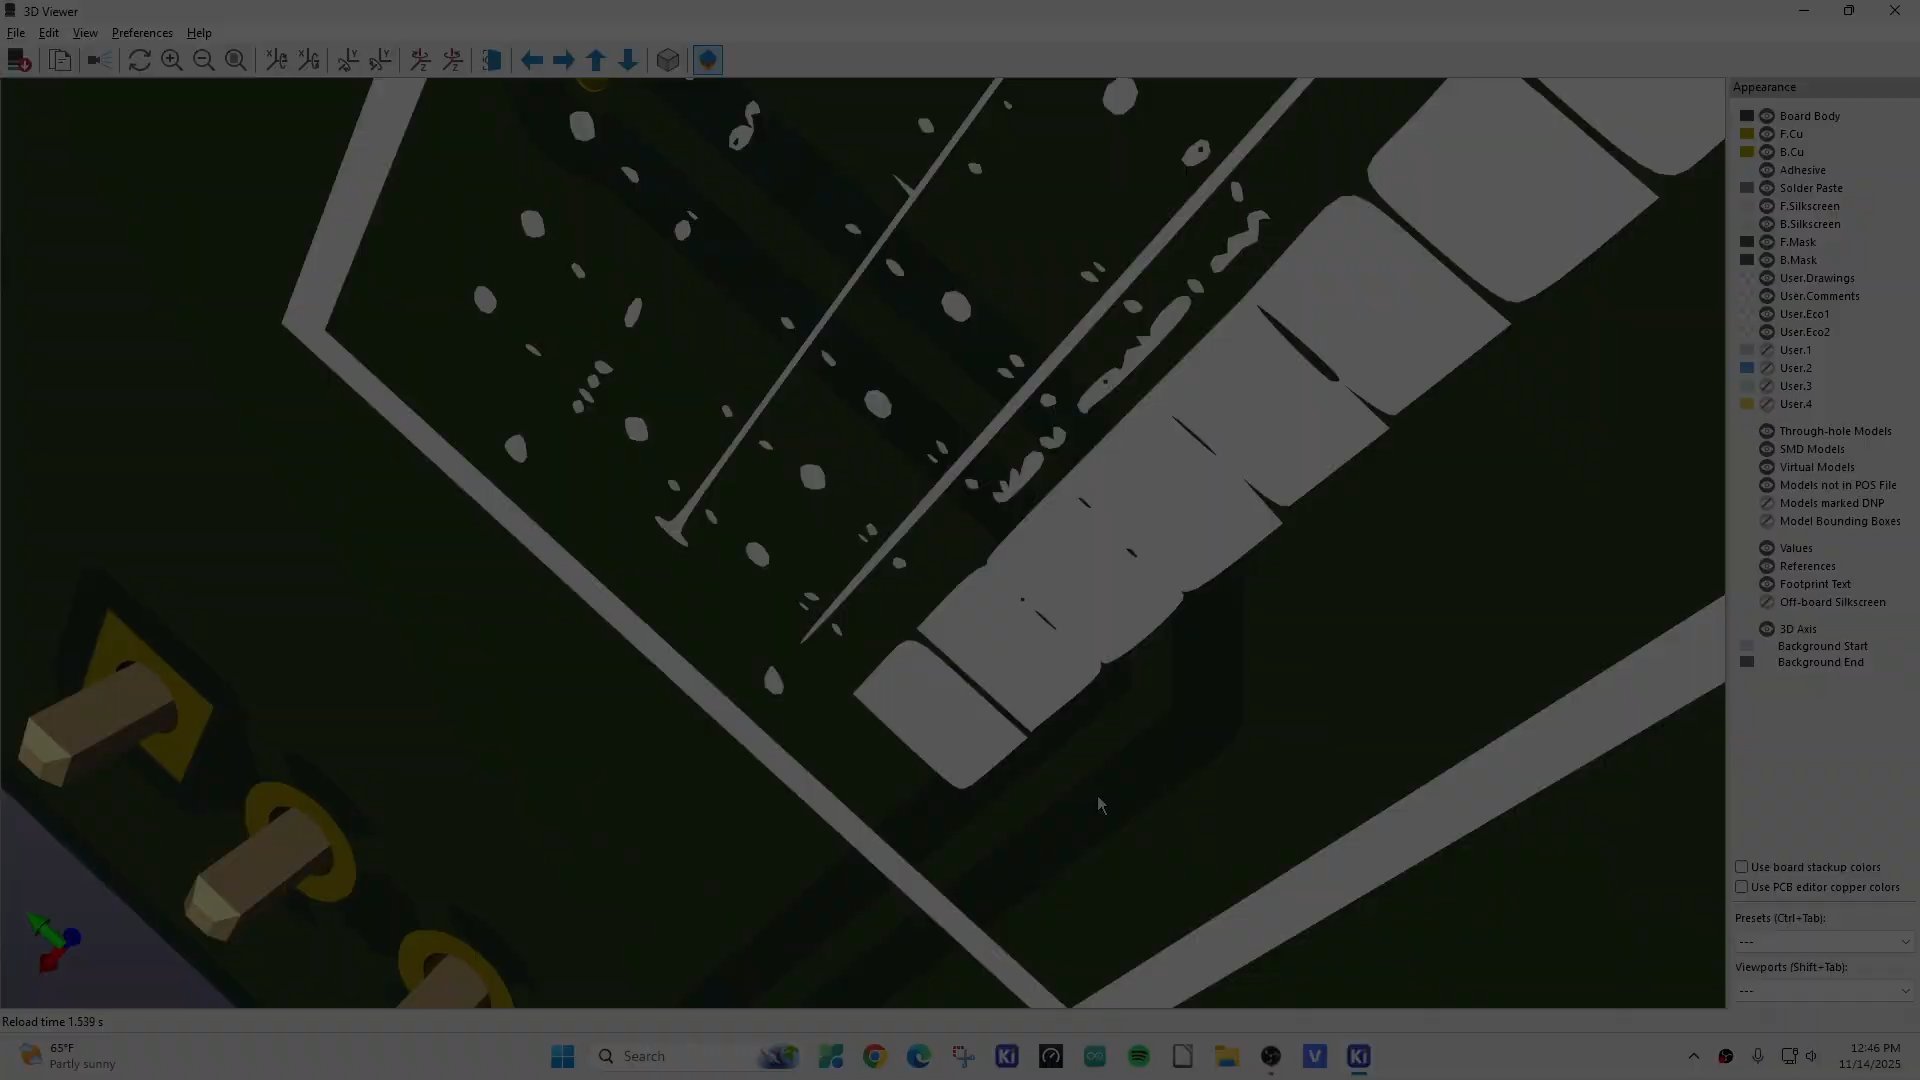 3D Viewer
File Edit View Preferences Help
Appearance
Board Body
F.Cu
B.Cu
Adhesive
Solder Paste
F.Silkscreen
B.Silkscreen
F.Mask
B.Mask
User.Drawings
User.Comments
User.Eco1
User.Eco2
User.1
User.2
User.3
User.4
Through-hole Models
SMD Models
Virtual Models
Models not in POS File
Models marked DNP
Model Bounding Boxes
Values
References
Footprint Text
Off-board Silkscreen
3D Axis
Background Start
Background End
Use board stackup colors
Use PCB editor copper colors
Presets (Ctrl+Tab):
---
Viewports (Shift+Tab):
---
Reload time 1.539 s
65°F
Partly sunny
Search
12:46 PM
11/14/2025